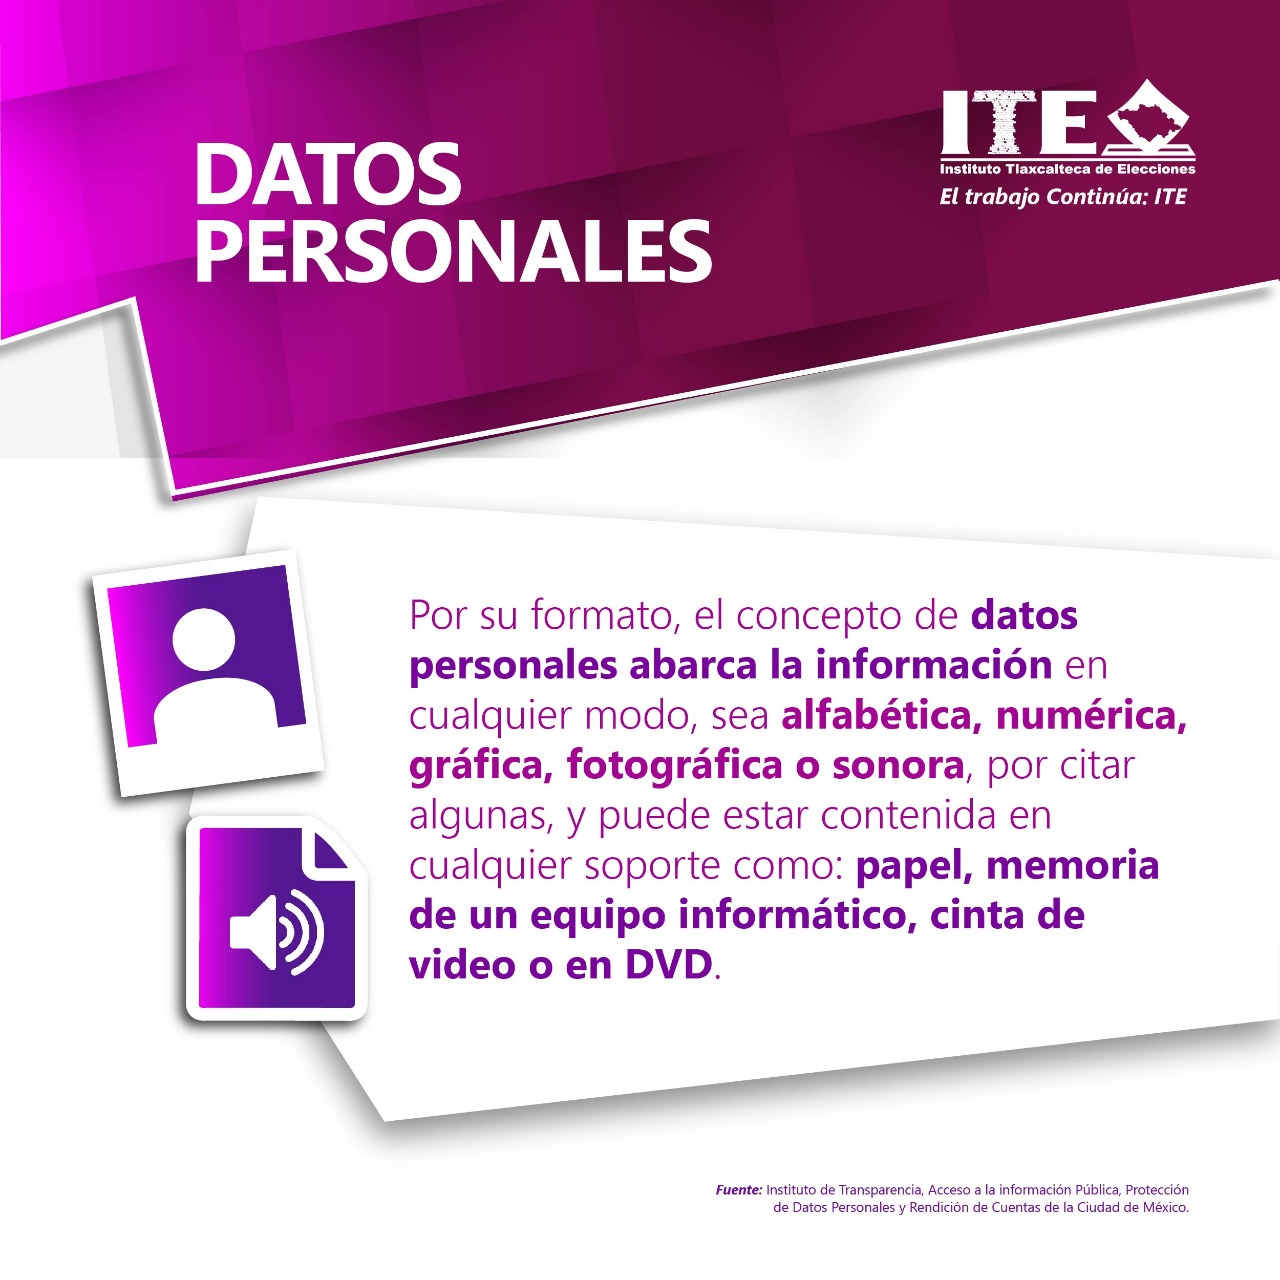 DATOS
PERSONALES
ITE
Instituto Tlaxcalteca de Elecciones
El trabajo Continúa: ITE
Por su formato, el concepto de datos
personales abarca la información en
cualquier modo, sea alfabética, numérica,
gráfica, fotográfica o sonora, por citar
algunas, y puede estar contenida en
cualquier soporte como: papel, memoria
de un equipo informático, cinta de
video o en DVD.
Fuente: Instituto de Transparencia, Acceso a la información Pública, Protección
de Datos Personales y Rendición de Cuentas de la Ciudad de México.